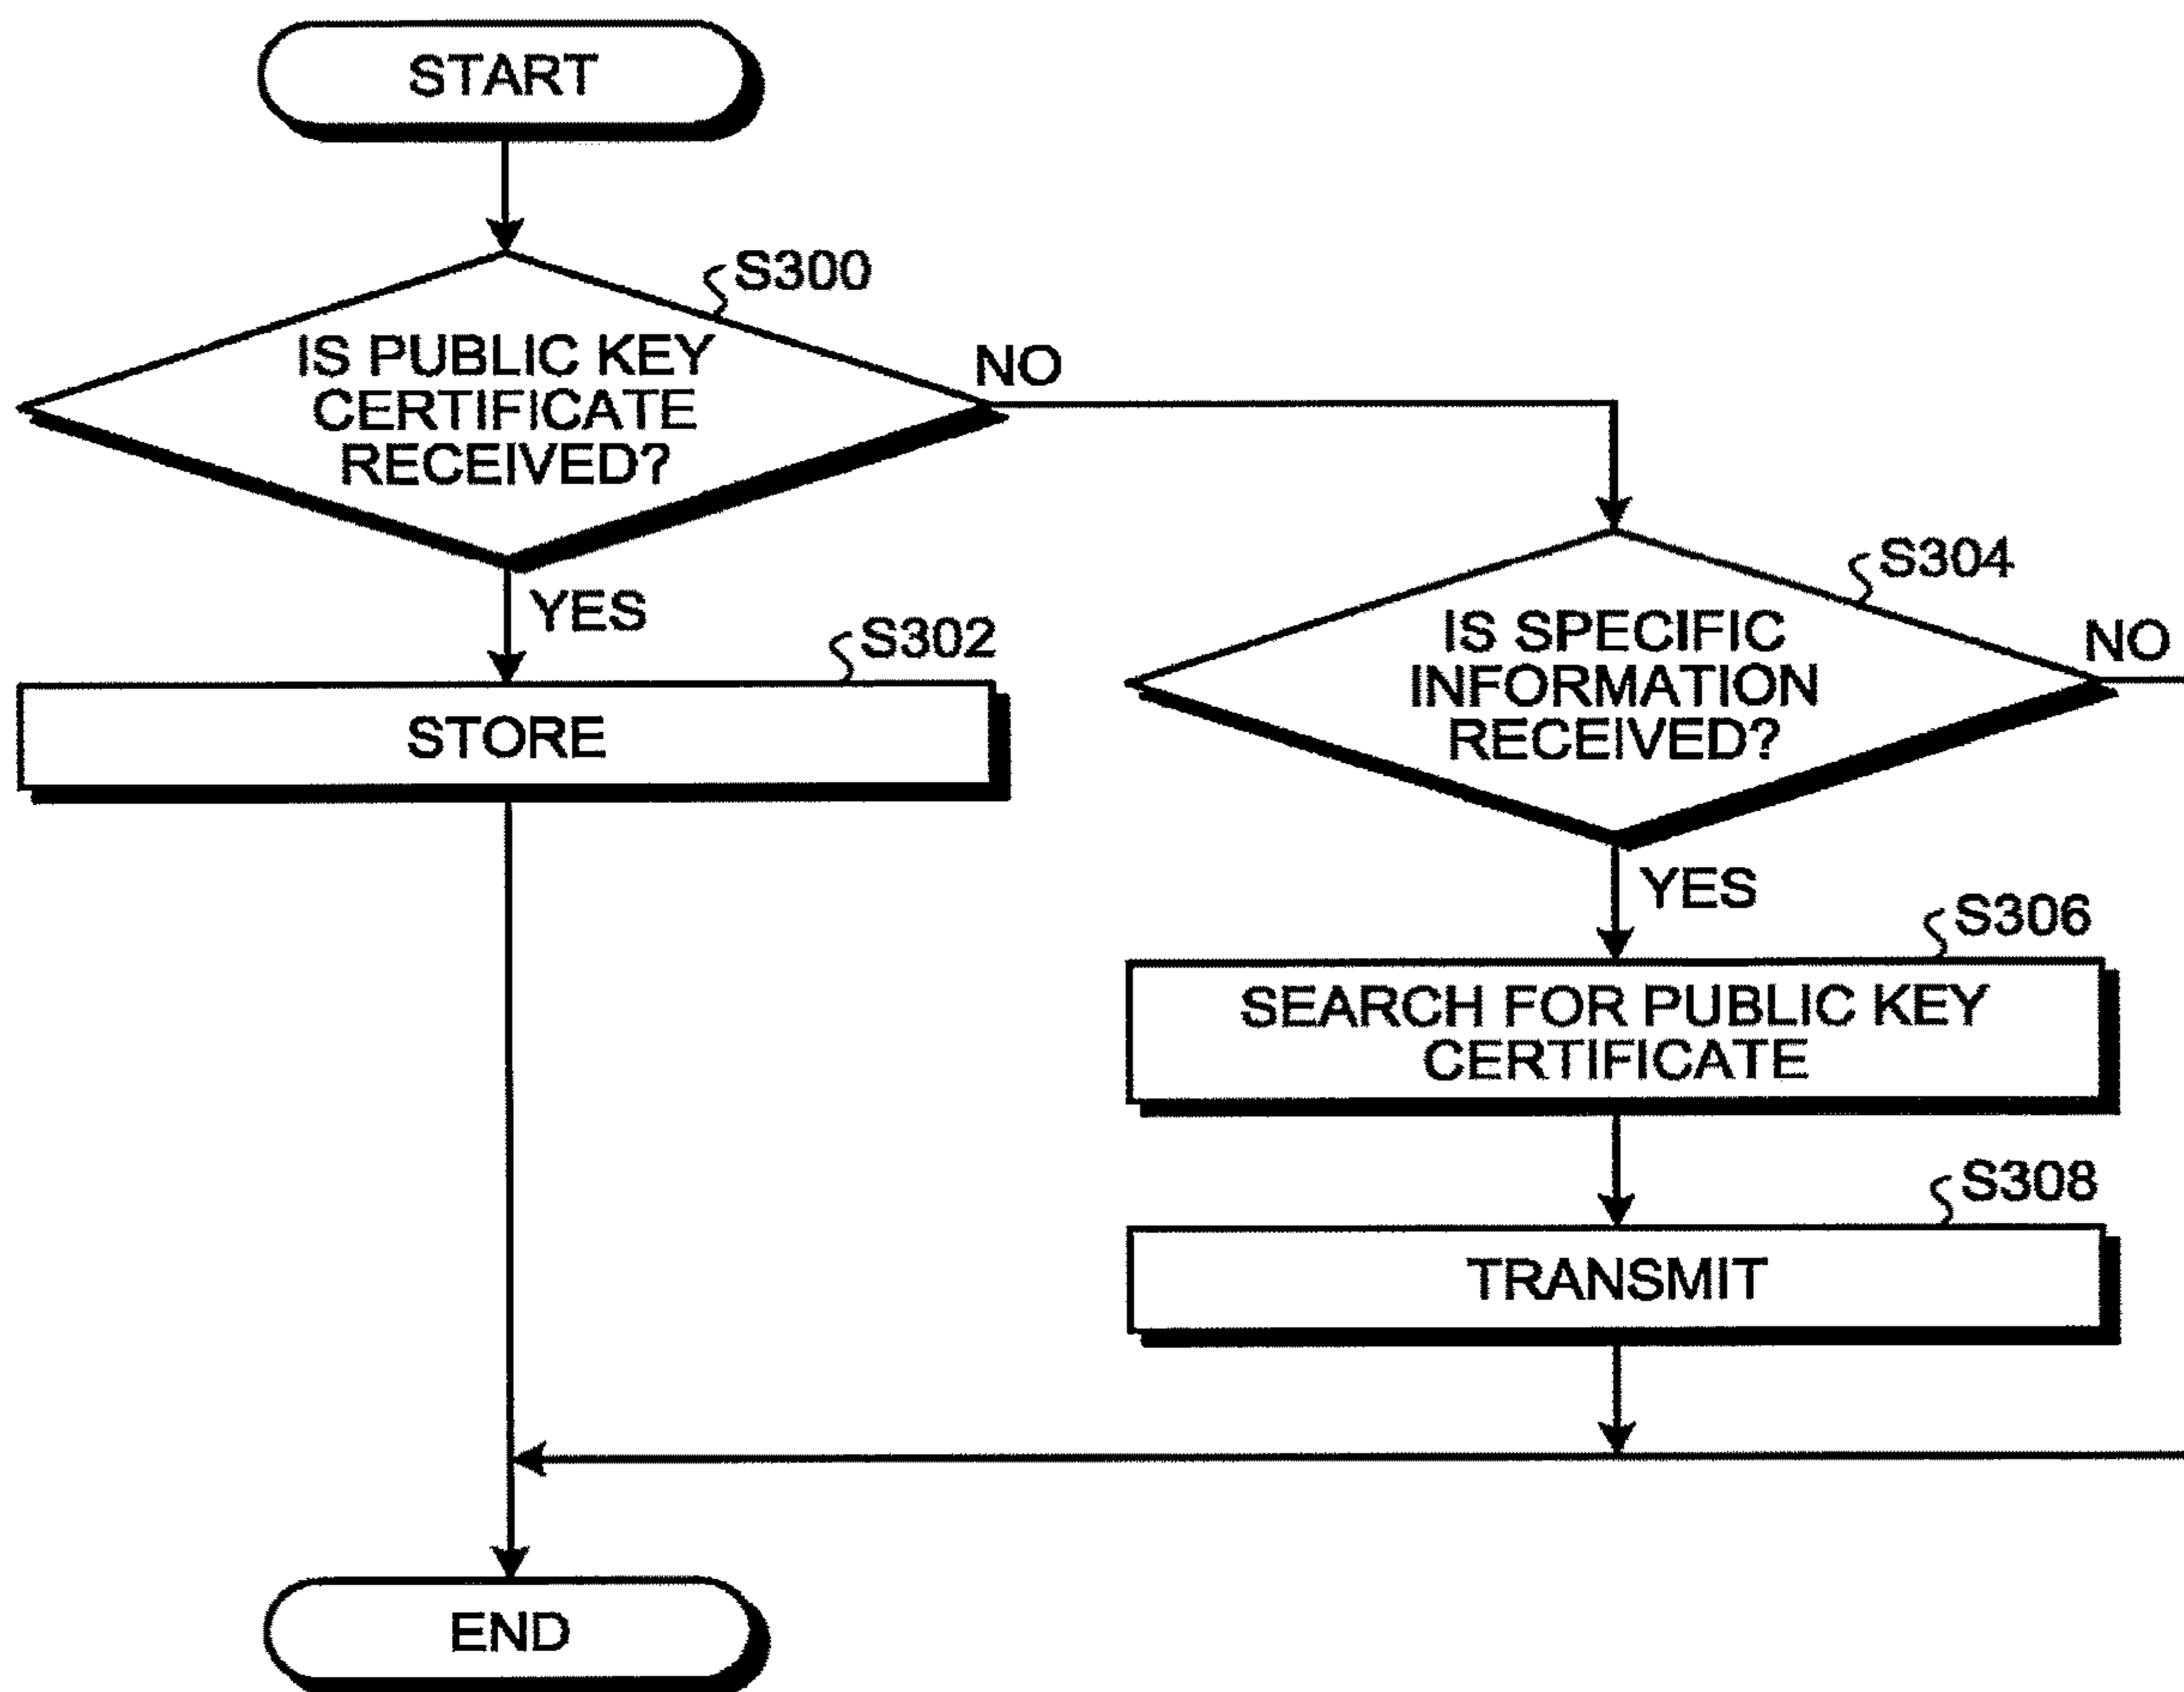 START
S300
IS PUBLIC KEY
CERTIFICATE
RECEIVED?
NO
YES
S302
STORE
S304
IS SPECIFIC
INFORMATION
RECEIVED?
NO
YES
S306
SEARCH FOR PUBLIC KEY
CERTIFICATE
S308
TRANSMIT
END